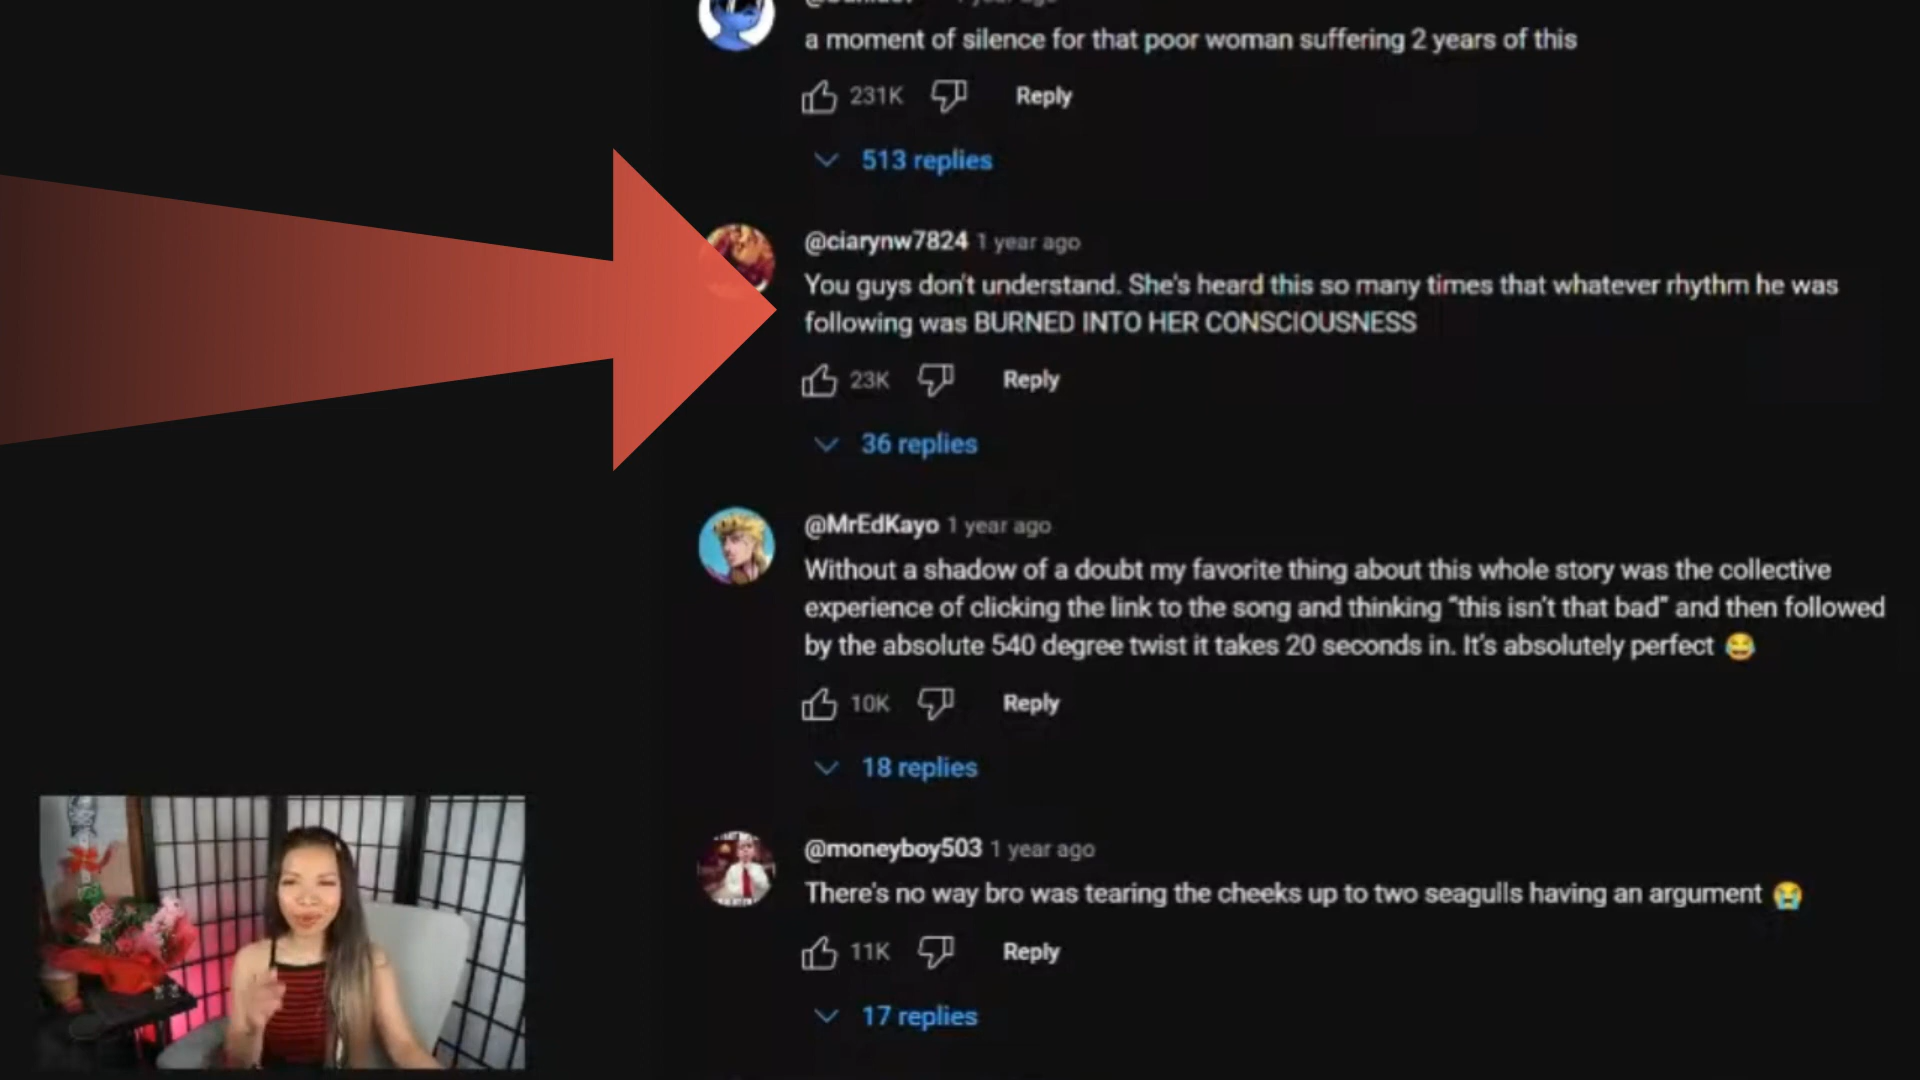 a moment of silence for that poor woman suffering 2 years of this
231K Reply
513 replies
@ciarynw7824 1 year ago
You guys don't understand. She's heard this so many times that whatever rhythm he was
following was BURNED INTO HER CONSCIOUSNESS
23K Reply
36 replies
@MrEdKayo 1 year ago
Without a shadow of a doubt my favorite thing about this whole story was the collective
experience of clicking the link to the song and thinking "this isn't that bad" and then followed
by the absolute 540 degree twist it takes 20 seconds in. It's absolutely perfect 😂
10K Reply
18 replies
@moneyboy503 1 year ago
There's no way bro was tearing the cheeks up to two seagulls having an argument 😭
11K Reply
17 replies